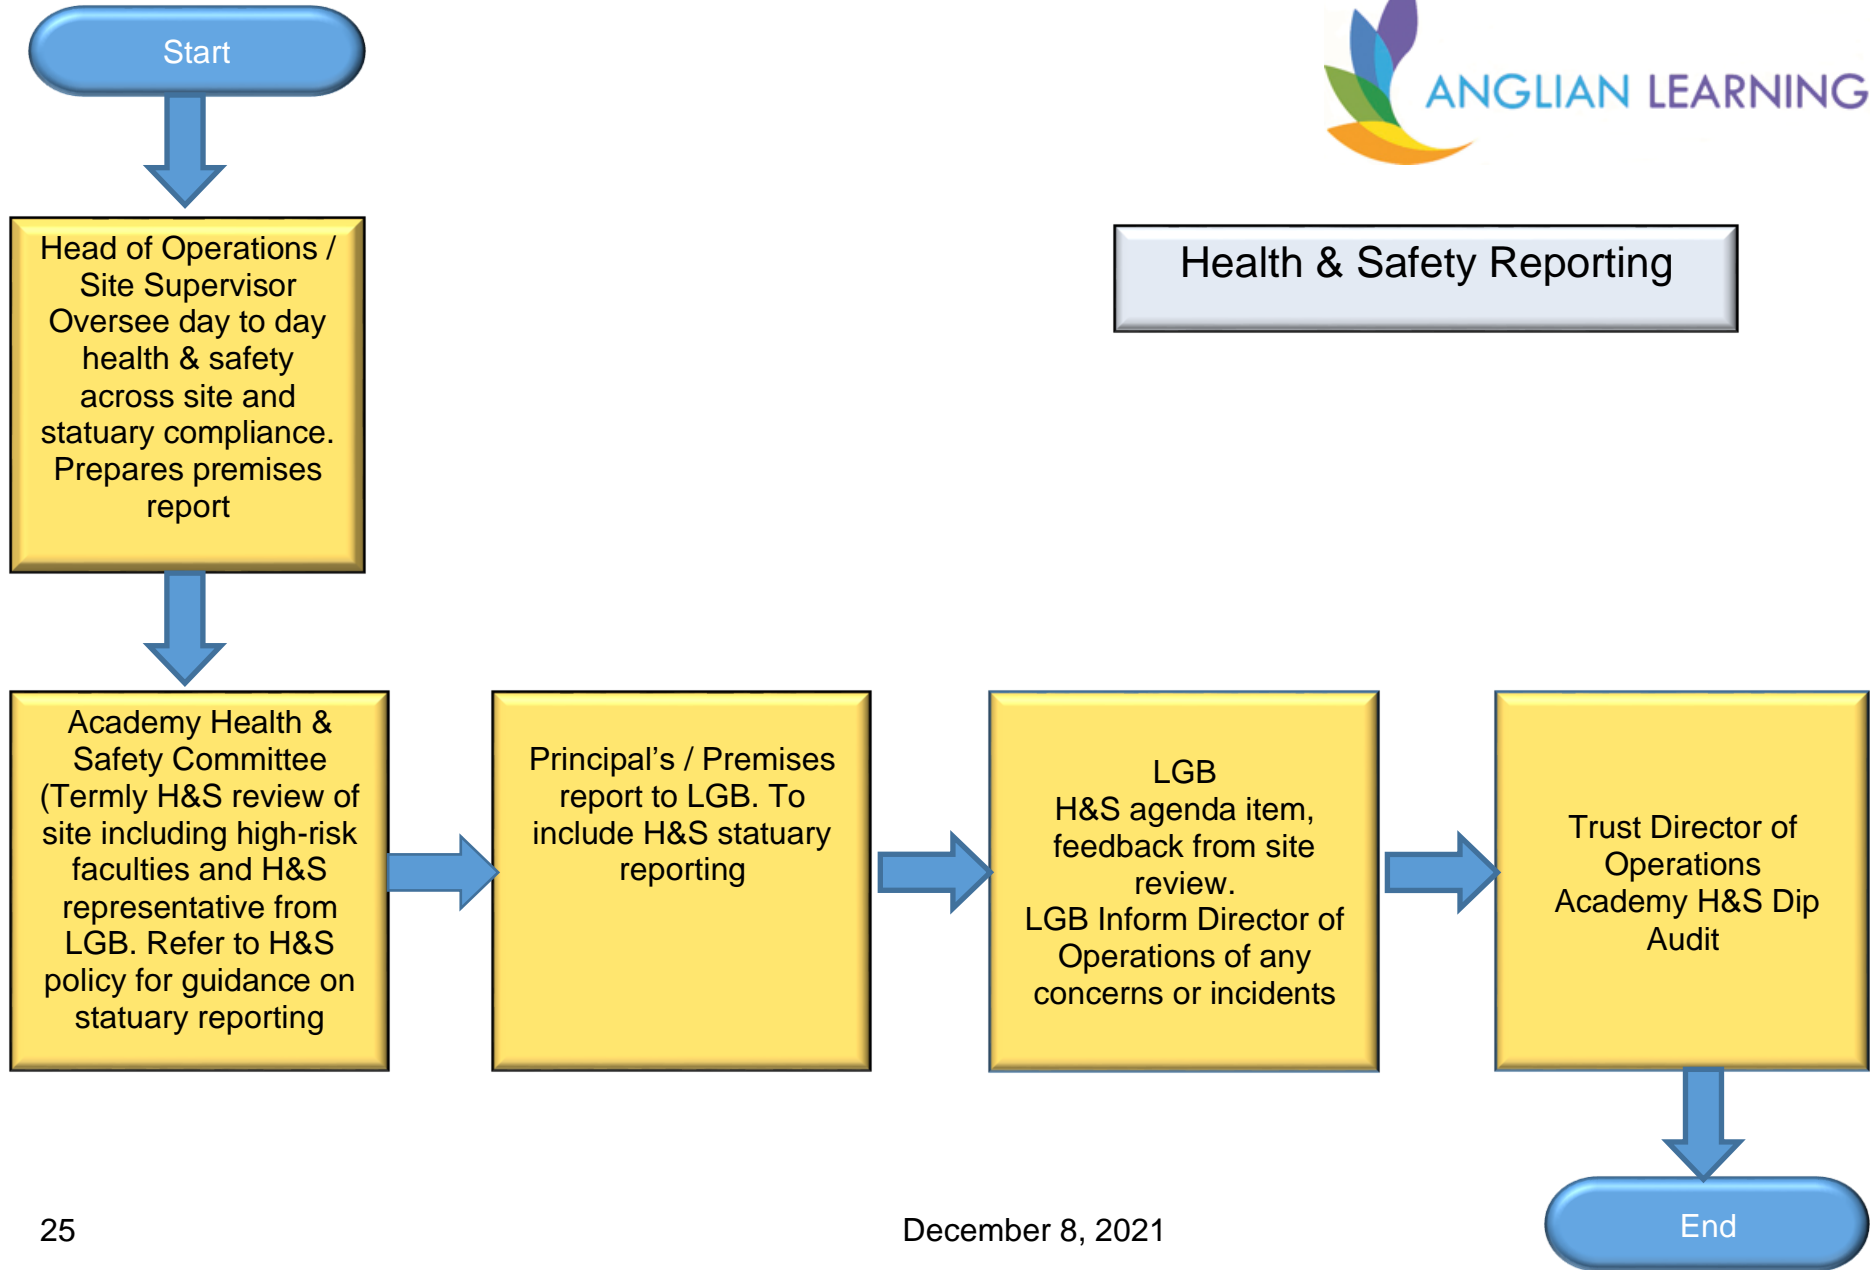 Start
ANGLIAN LEARNING
Head of Operations /
Site Supervisor
Oversee day to day
health & safety
across site and
statuary compliance.
Prepares premises
report
Health & Safety Reporting
Academy Health &
Safety Committee
(Termly H&S review of
site including high-risk
faculties and H&S
representative from
LGB. Refer to H&S
policy for guidance on
statuary reporting
Principal’s / Premises
report to LGB. To
include H&S statuary
reporting
LGB
H&S agenda item,
feedback from site
review.
LGB Inform Director of
Operations of any
concerns or incidents
Trust Director of
Operations
Academy H&S Dip
Audit
End
25
December 8, 2021